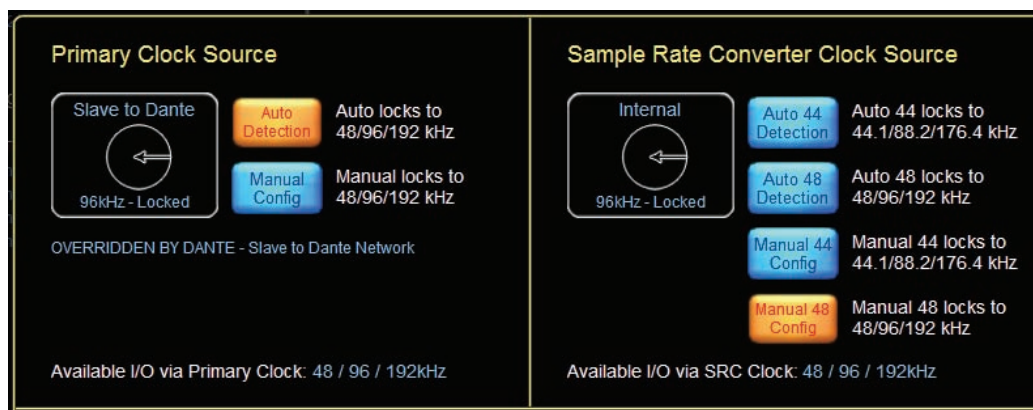 Primary Clock Source
Slave to Dante
96kHz - Locked
Auto
Detection
Auto locks to
48/96/192 kHz
Manual
Config
Manual locks to
48/96/192 kHz
OVERRIDDEN BY DANTE - Slave to Dante Network
Available I/O via Primary Clock: 48 / 96 / 192kHz
Sample Rate Converter Clock Source
Internal
96kHz - Locked
Auto 44
Detection
Auto 44 locks to
44.1/88.2/176.4 kHz
Auto 48
Detection
Auto 48 locks to
48/96/192 kHz
Manual 44
Config
Manual 44 locks to
44.1/88.2/176.4 kHz
Manual 48
Config
Manual 48 locks to
48/96/192 kHz
Available I/O via SRC Clock: 48 / 96 / 192kHz